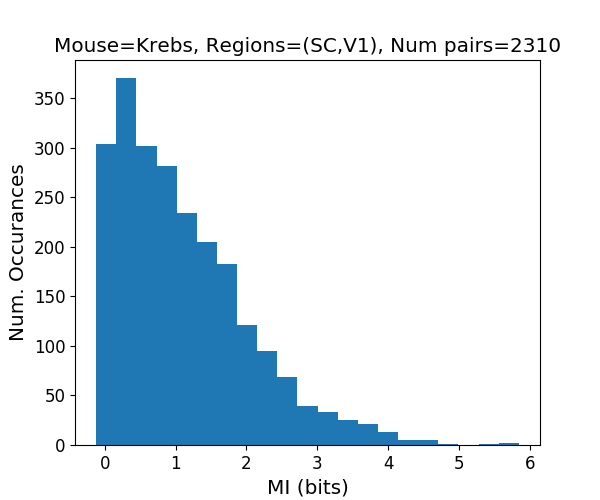 Mouse=Krebs, Regions=(SC,V1), Num pairs=2310
350
300
250
200
150
100
50
0
Num. Occurances
0 1 2 3 4 5 6
MI (bits)